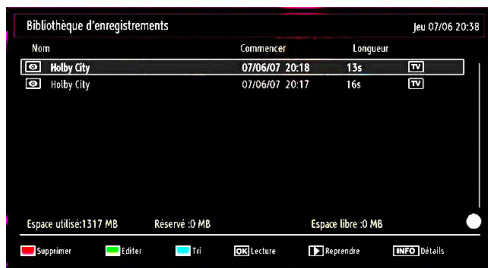 Bibliothèque d'enregistrements Jeu 07/06 20:38
Nom Commencer Longueur
Holby City 07/06/07 20:18 13s TV
Holby City 07/06/07 20:17 16s TV
Espace utilisé:1317 MB Réservé :0 MB Espace libre :0 MB
Supprimer Editer Tri OK Lecture Reprendre INFO Détails